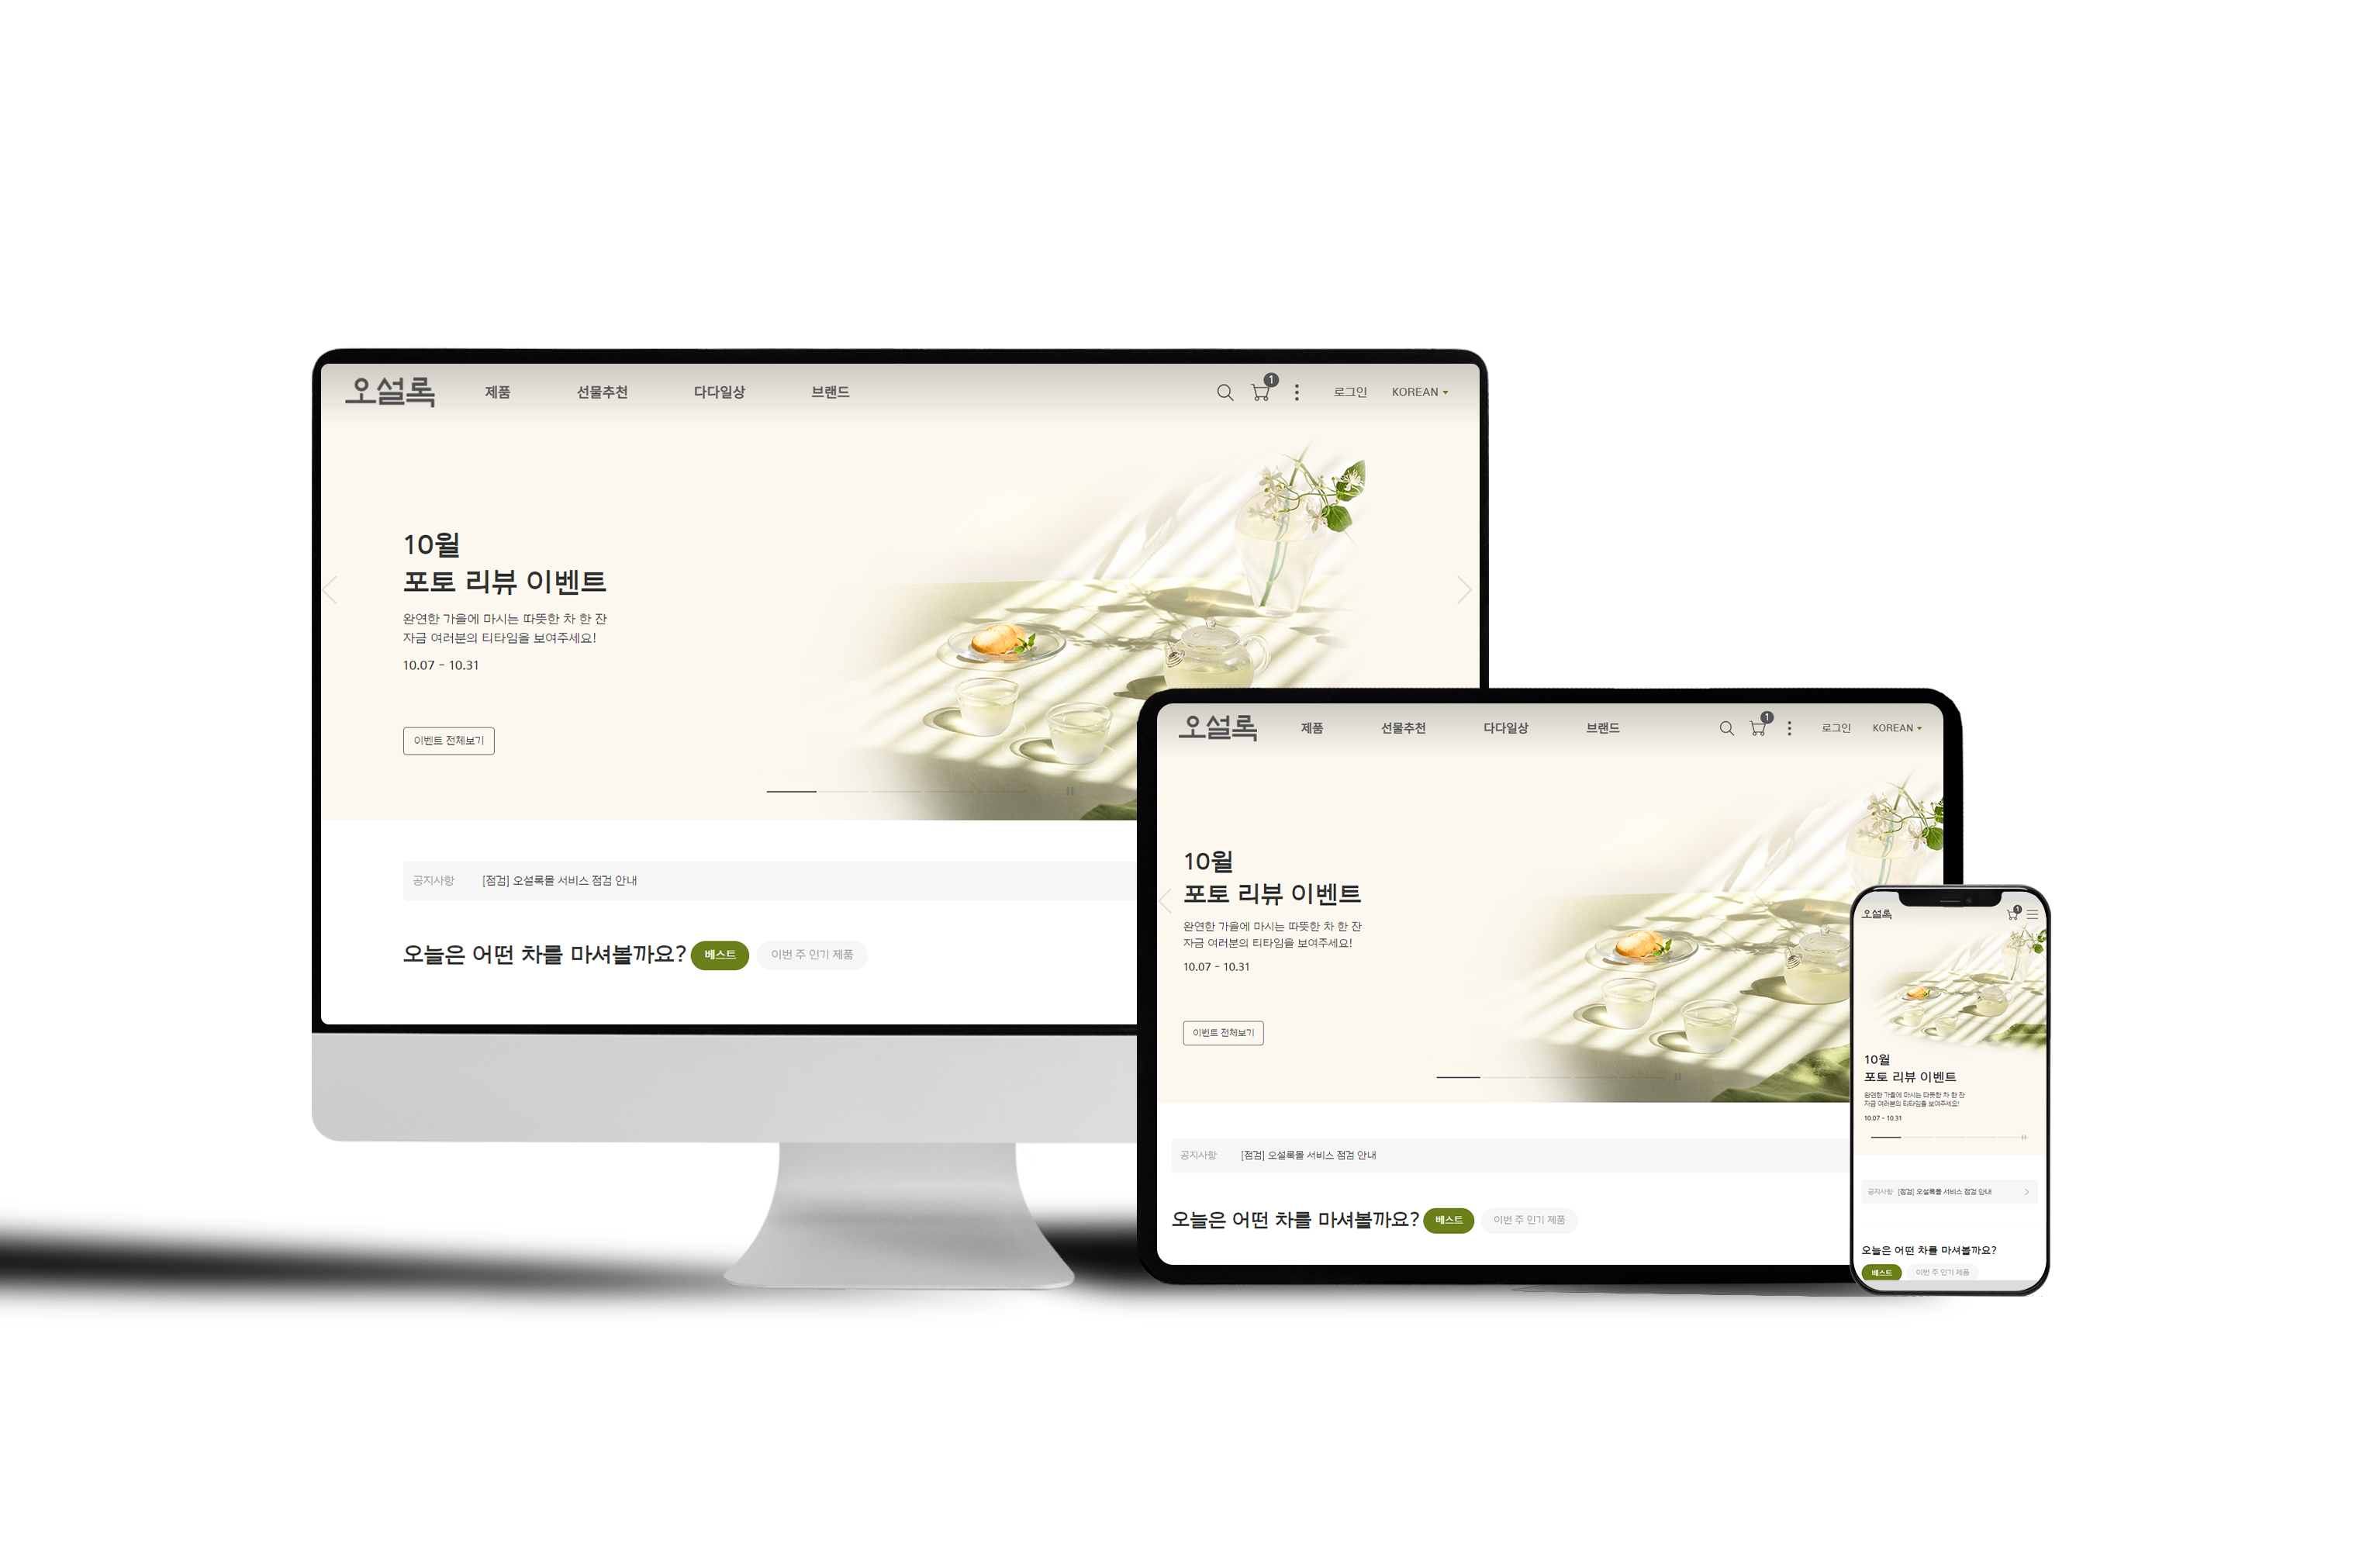 오설록 제품 선물추천 다다일상 브랜드 1 로그인 KOREAN
10월
포토 리뷰 이벤트
완연한 가을에 마시는 따뜻한 차 한 잔
자금 여러분의 티타임을 보여주세요!
10.07 - 10.31
이벤트 전체보기
공지사항 [점검] 오설록몰 서비스 점검 안내
오늘은 어떤 차를 마셔볼까요? 베스트 이번 주 인기 제품
오설록 제품 선물추천 다다일상 브랜드 1 로그인 KOREAN
10월
포토 리뷰 이벤트
완연한 가을에 마시는 따뜻한 차 한 잔
자금 여러분의 티타임을 보여주세요!
10.07 - 10.31
이벤트 전체보기
공지사항 [점검] 오설록몰 서비스 점검 안내
오늘은 어떤 차를 마셔볼까요? 베스트 이번 주 인기 제품
오설록 1
10월
포토 리뷰 이벤트
완연한 가을에 마시는 따뜻한 차 한 잔
자금 여러분의 티타임을 보여주세요!
10.07 - 10.31
공지사항 [점검] 오설록몰 서비스 점검 안내
오늘은 어떤 차를 마셔볼까요?
베스트 이번 주 인기 제품